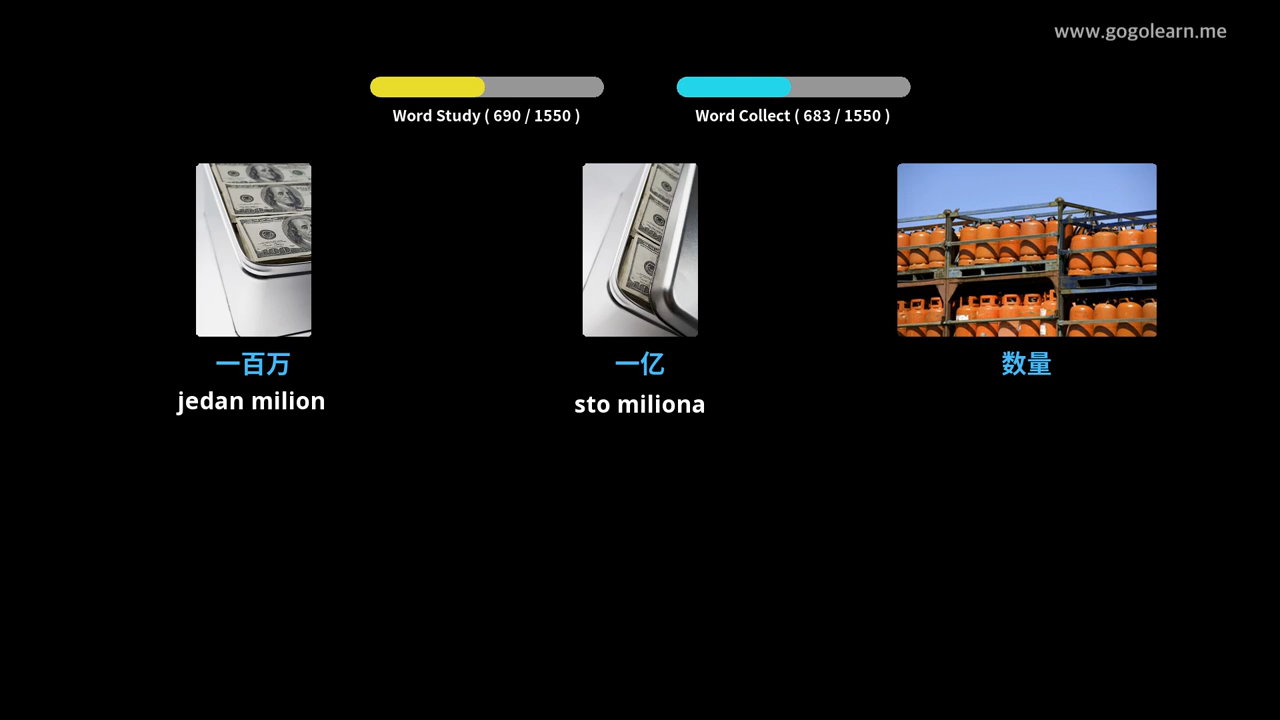 www.gogolearn.me
Word Study ( 690 / 1550 )
Word Collect ( 683 / 1550 )
一百万
jedan milion
一亿
sto miliona
数量